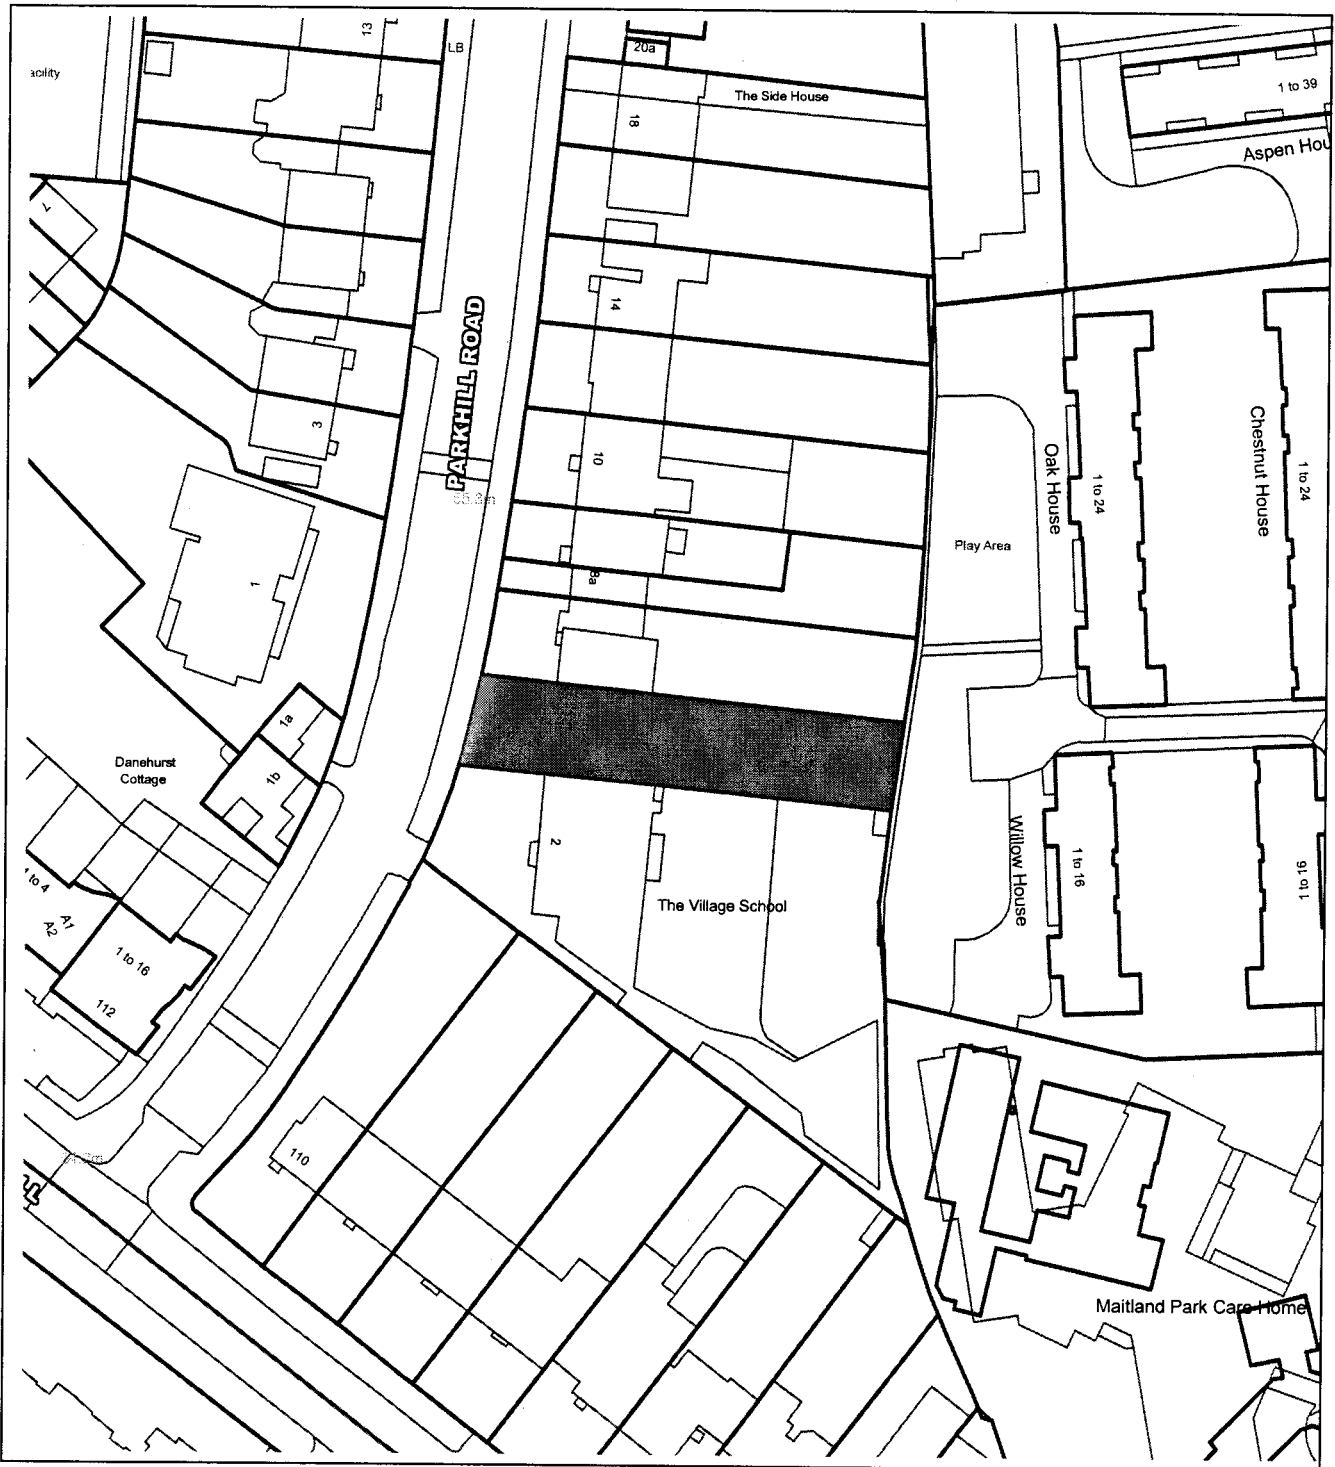 13
LB
20a
acility
The Side House
1 to 39
18
Aspen Hou
7
14
PARKHILL ROAD
3
10
55.8m
Oak House
1 to 24
Chestnut House
1 to 24
Play Area
1
8a
1a
Danehurst
Cottage
1b
2
Willow House
1 to 16
1 to 16
The Village School
1 to 4
A1
A2
1 to 16
112
110
Maitland Park Care Home